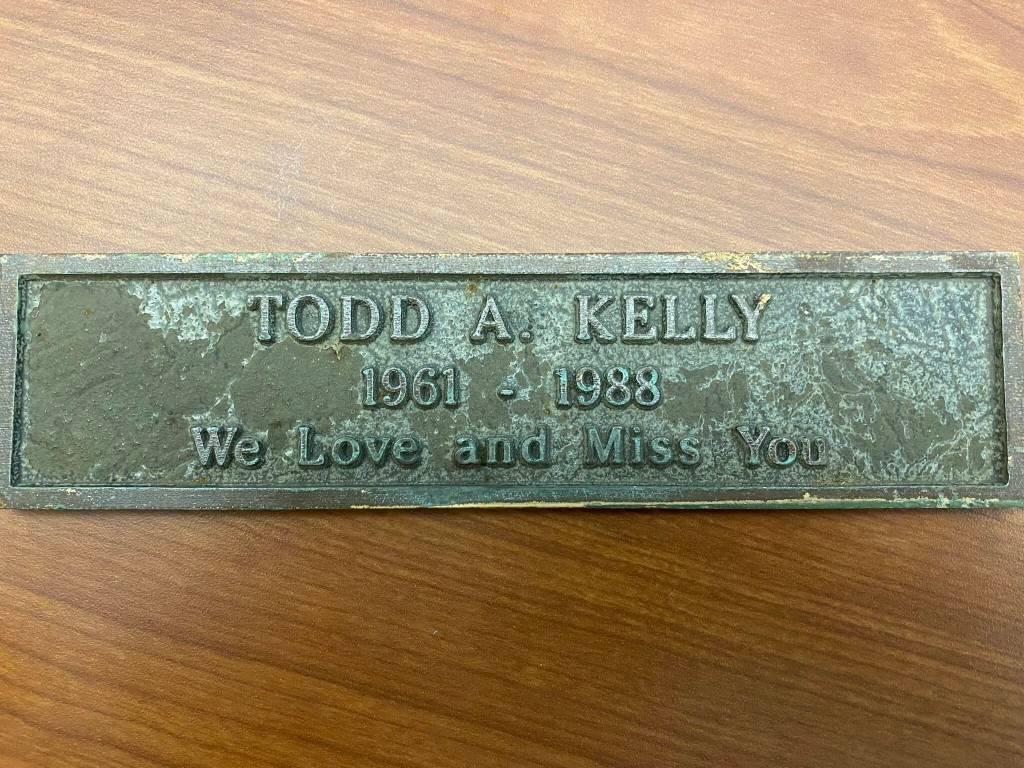 TODD A. KELLY
1961 - 1988
We Love and Miss You